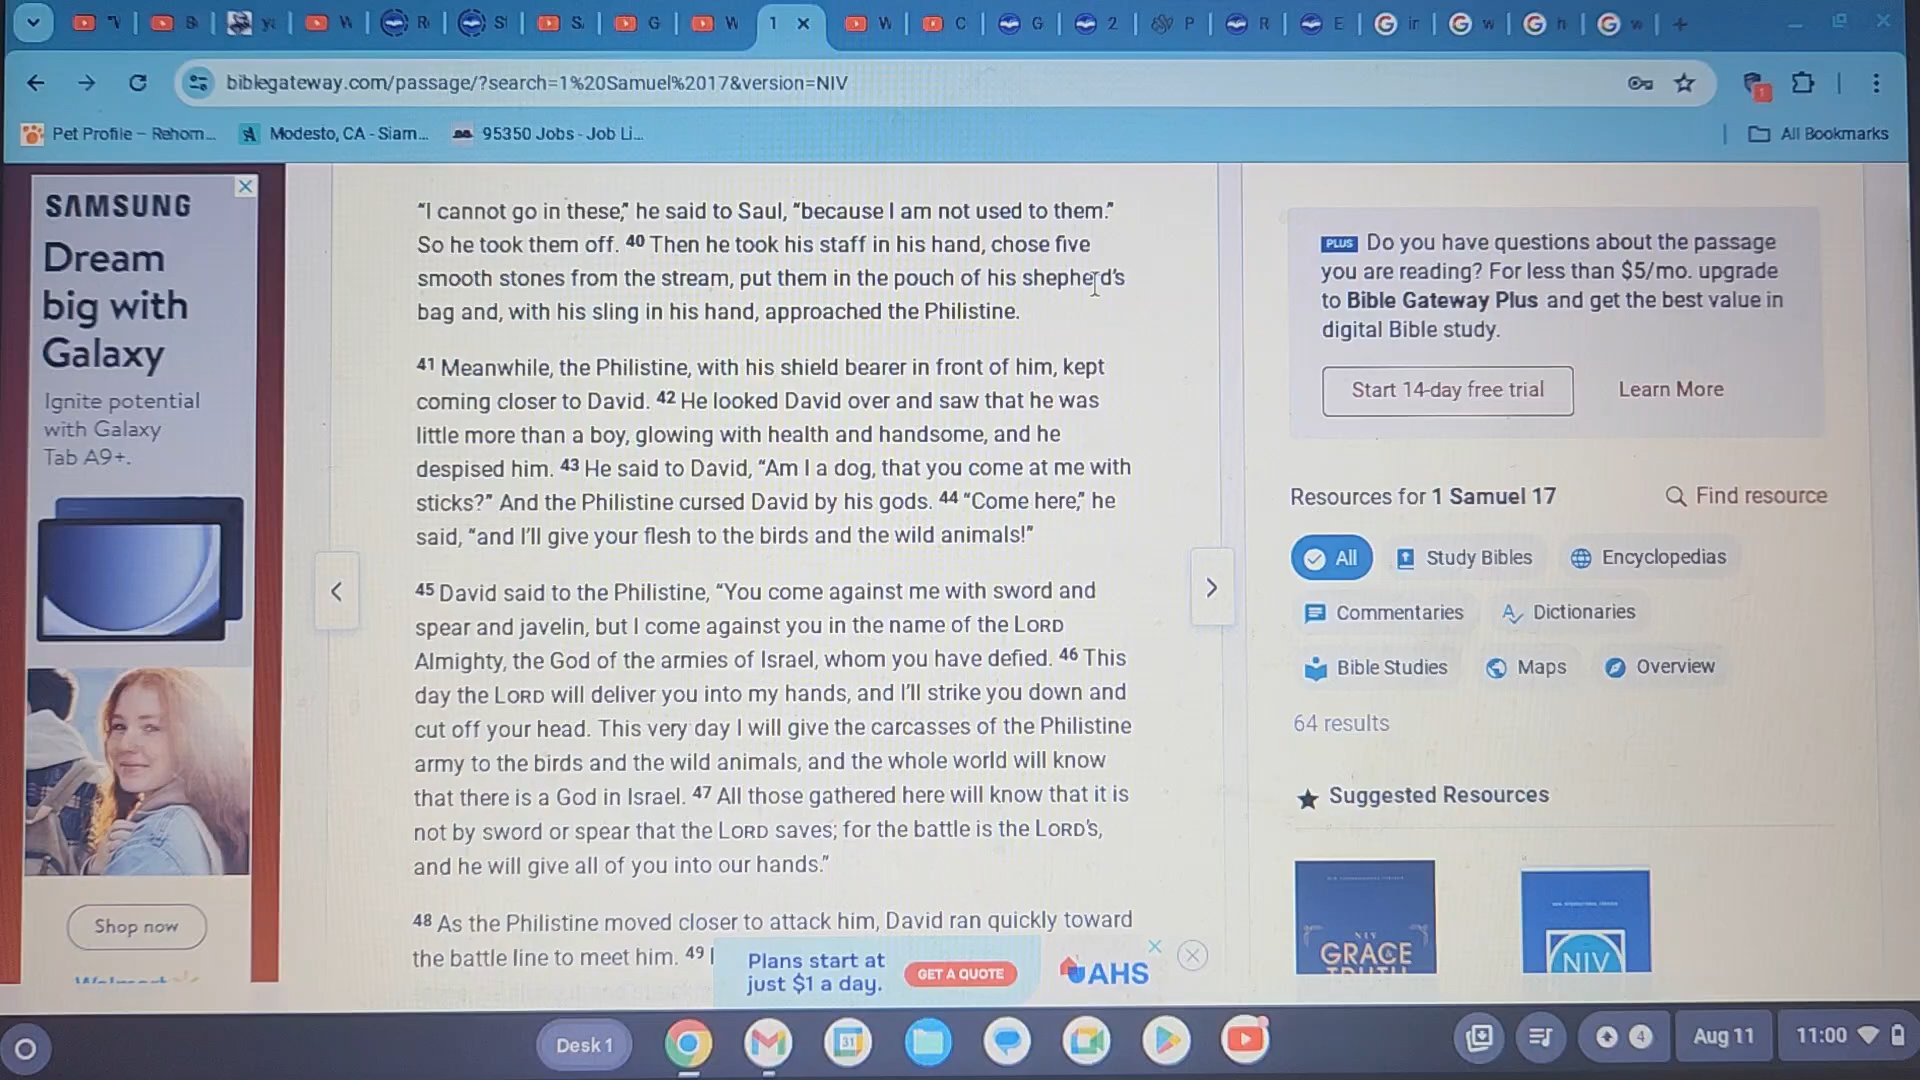 biblegateway.com/passage/?search=1%20Samuel%2017&version=NIV
Pet Profile – Rehom...
Modesto, CA - Siam...
95350 Jobs - Job Li...
All Bookmarks
SAMSUNG
Dream
big with
Galaxy
Ignite potential
with Galaxy
Tab A9+.
Shop now
“I cannot go in these,” he said to Saul, “because I am not used to them.”
So he took them off. 40 Then he took his staff in his hand, chose five
smooth stones from the stream, put them in the pouch of his shepherd’s
bag and, with his sling in his hand, approached the Philistine.
41 Meanwhile, the Philistine, with his shield bearer in front of him, kept
coming closer to David. 42 He looked David over and saw that he was
little more than a boy, glowing with health and handsome, and he
despised him. 43 He said to David, “Am I a dog, that you come at me with
sticks?” And the Philistine cursed David by his gods. 44 “Come here,” he
said, “and I’ll give your flesh to the birds and the wild animals!”
45 David said to the Philistine, “You come against me with sword and
spear and javelin, but I come against you in the name of the LORD
Almighty, the God of the armies of Israel, whom you have defied. 46 This
day the LORD will deliver you into my hands, and I’ll strike you down and
cut off your head. This very day I will give the carcasses of the Philistine
army to the birds and the wild animals, and the whole world will know
that there is a God in Israel. 47 All those gathered here will know that it is
not by sword or spear that the LORD saves; for the battle is the LORD’s,
and he will give all of you into our hands.”
48 As the Philistine moved closer to attack him, David ran quickly toward
the battle line to meet him. 49
Plans start at
just $1 a day.
GET A QUOTE
AHS
PLUS Do you have questions about the passage
you are reading? For less than $5/mo. upgrade
to Bible Gateway Plus and get the best value in
digital Bible study.
Start 14-day free trial
Learn More
Resources for 1 Samuel 17
Find resource
All
Study Bibles
Encyclopedias
Commentaries
Dictionaries
Bible Studies
Maps
Overview
64 results
Suggested Resources
NIV
GRACE
TRUTH
NIV
Desk 1
31
4
Aug 11
11:00